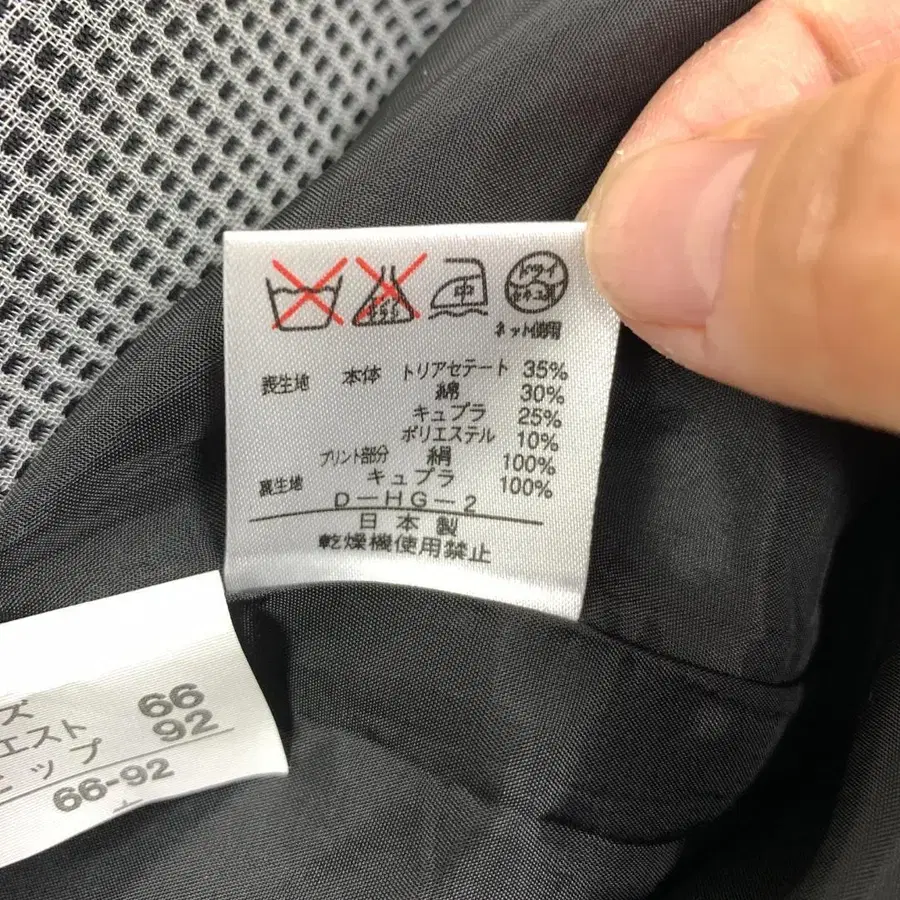 中 ドライ
セキユ系
ネット使用
表生地 本体 トリアセテート 35%
綿 30%
キュプラ 25%
ポリエステル 10%
プリント部分 絹 100%
裏生地 キュプラ 100%
D-HG-2
日本製
乾燥機使用禁止
ズ 66
エスト 92
ップ
66-92